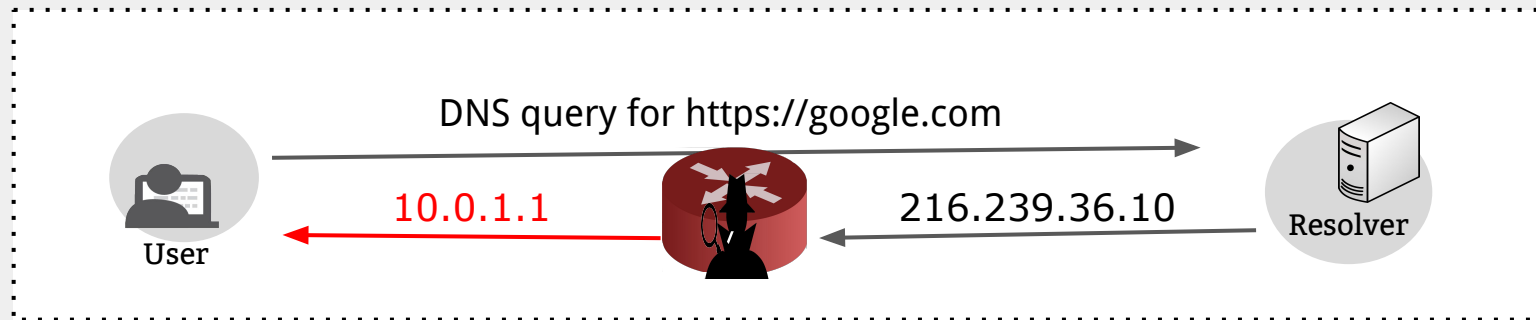 DNS query for https://google.com
10.0.1.1
216.239.36.10
User
Resolver